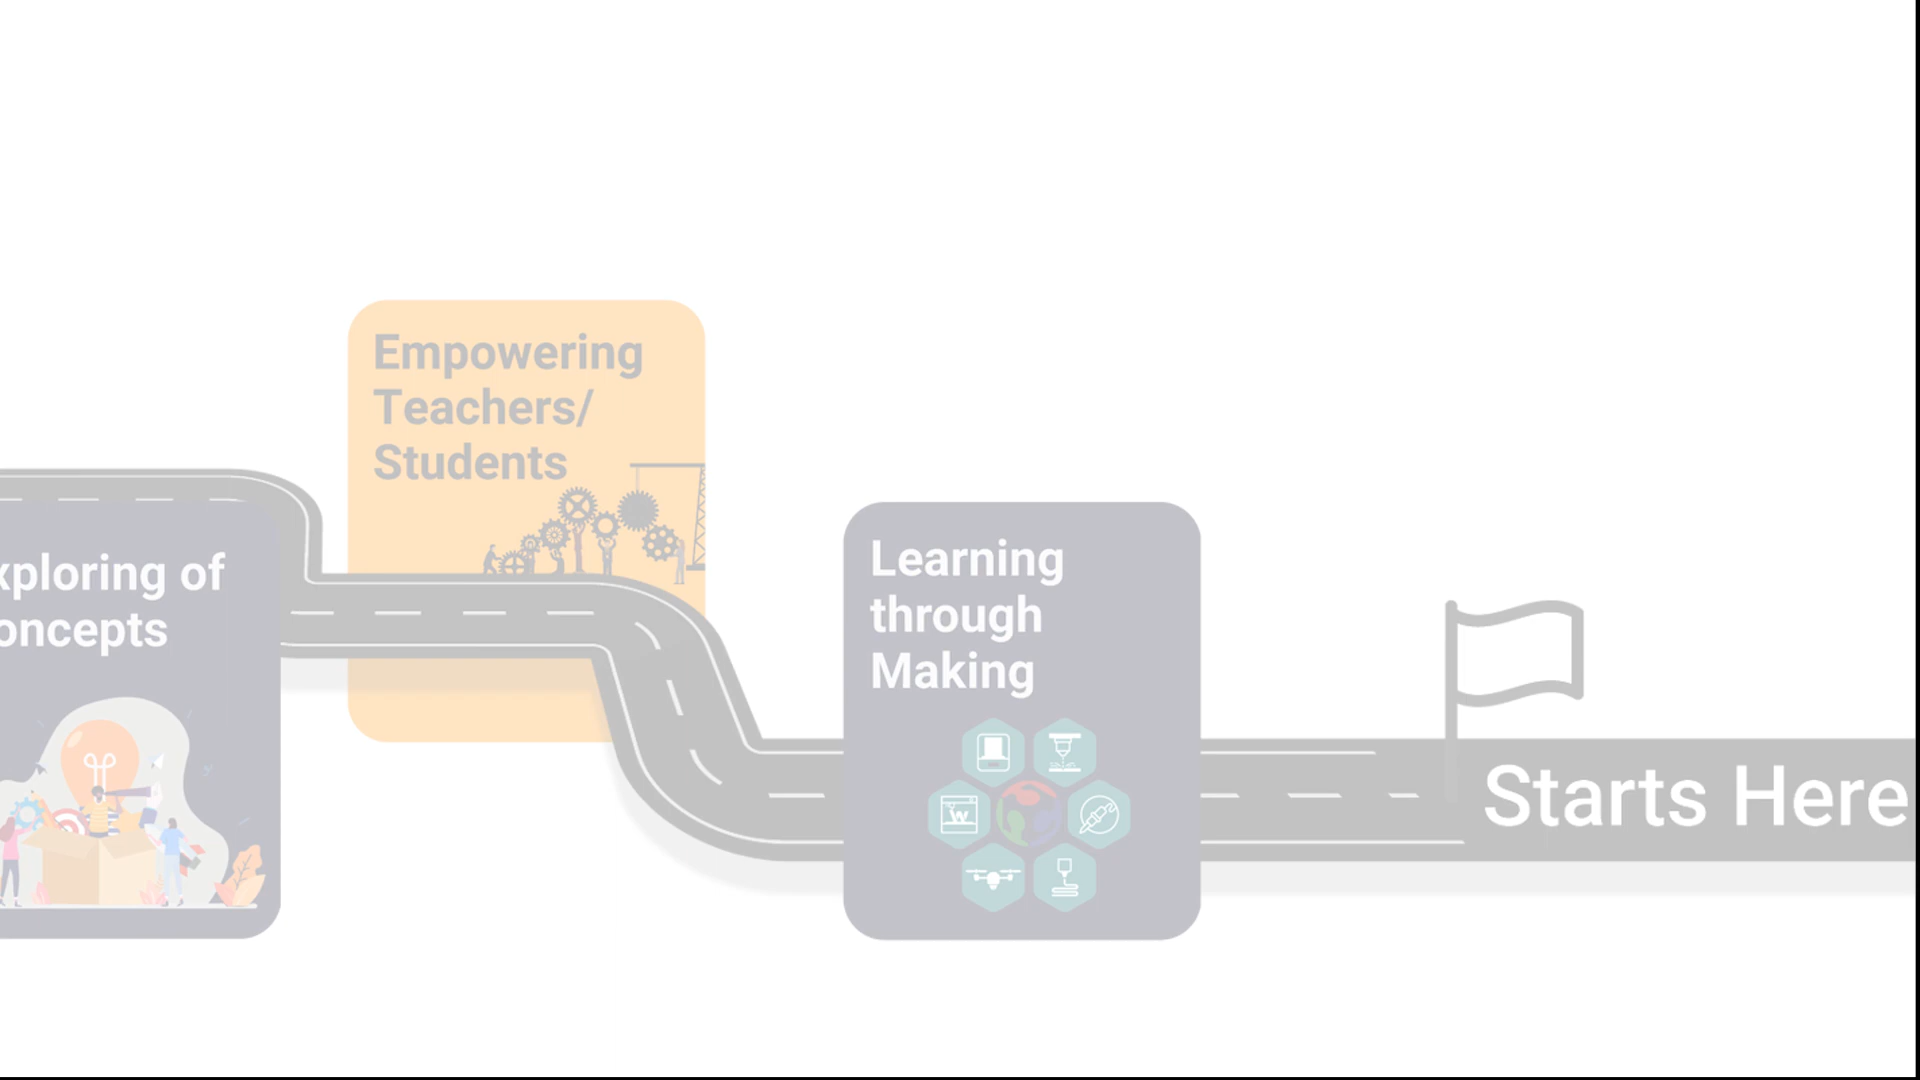 Empowering
Teachers/
Students
xploring of
oncepts
Learning
through
Making
Starts Here